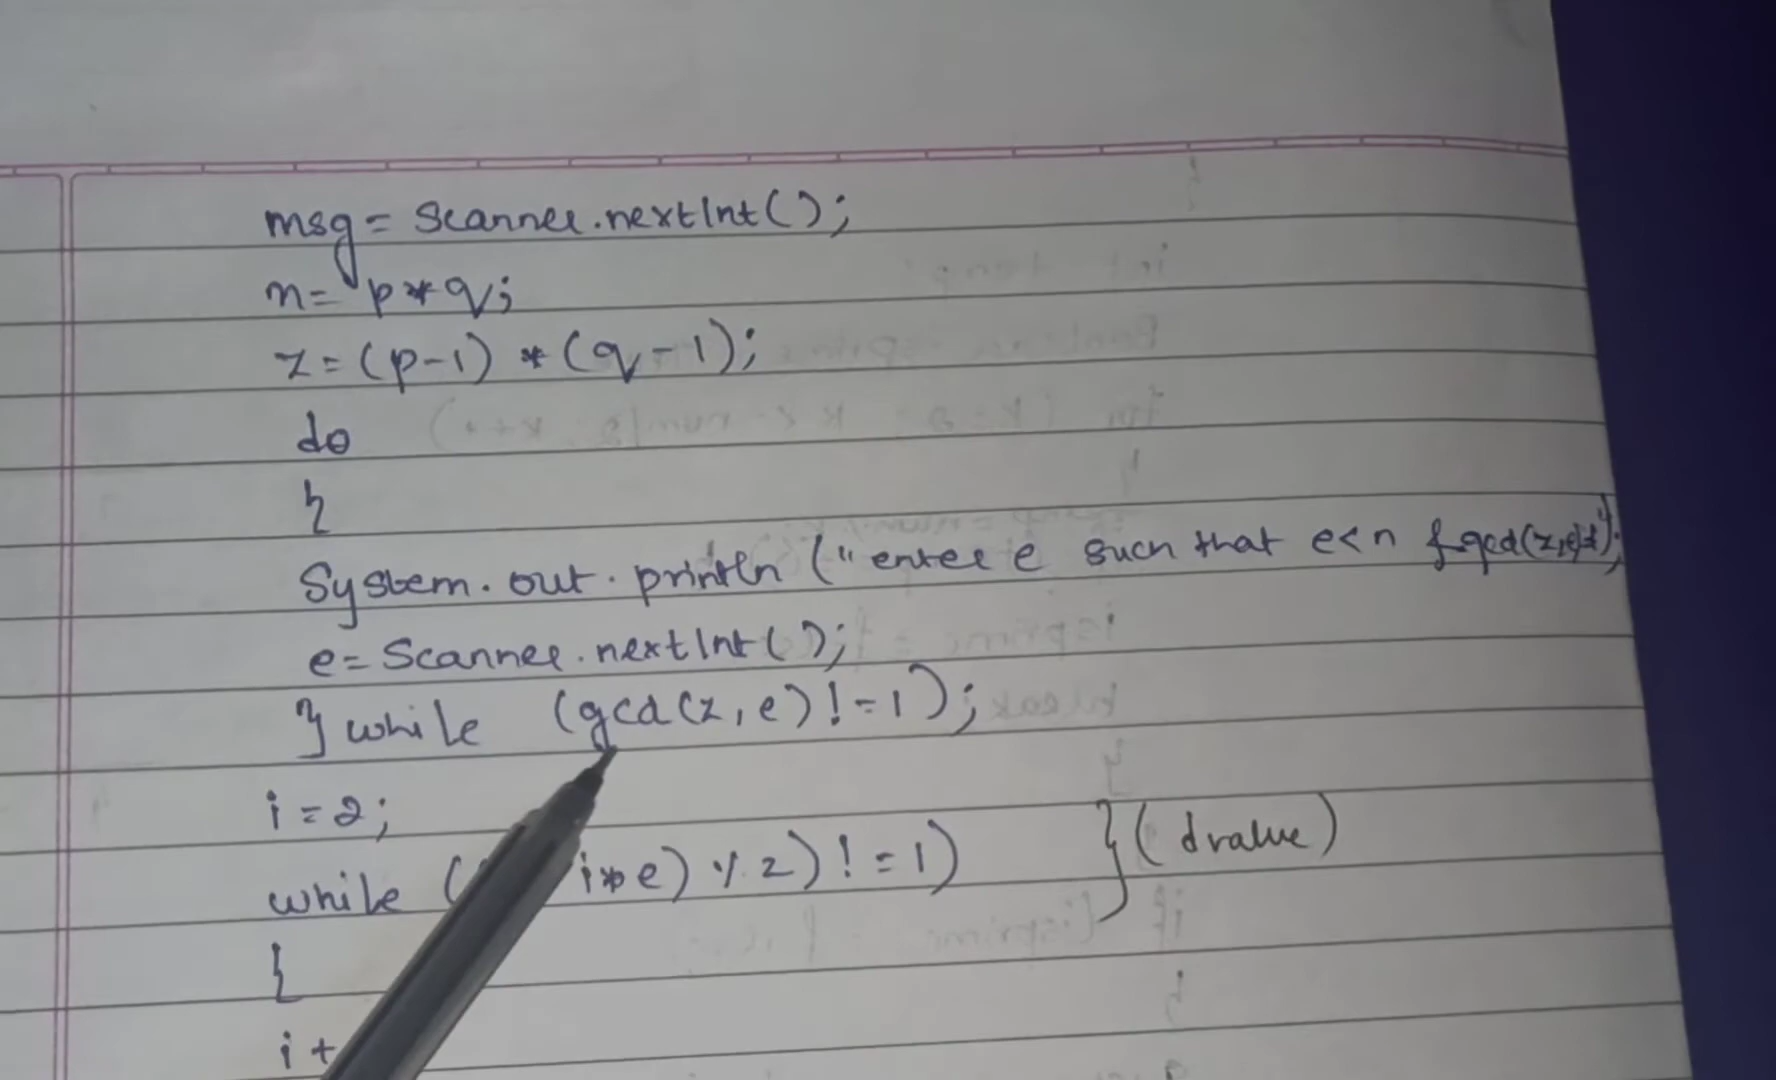 msg = Scanner.nextInt();
n = p*q;
z = (p-1) * (q-1);
do
{
System.out.println ("enter e such that e<n & gcd(z,e)=1");
e = Scanner.nextInt();
} while (gcd(z,e) != 1);
i = 2;
while ( i*e) % z) != 1) } (d value)
{
i +